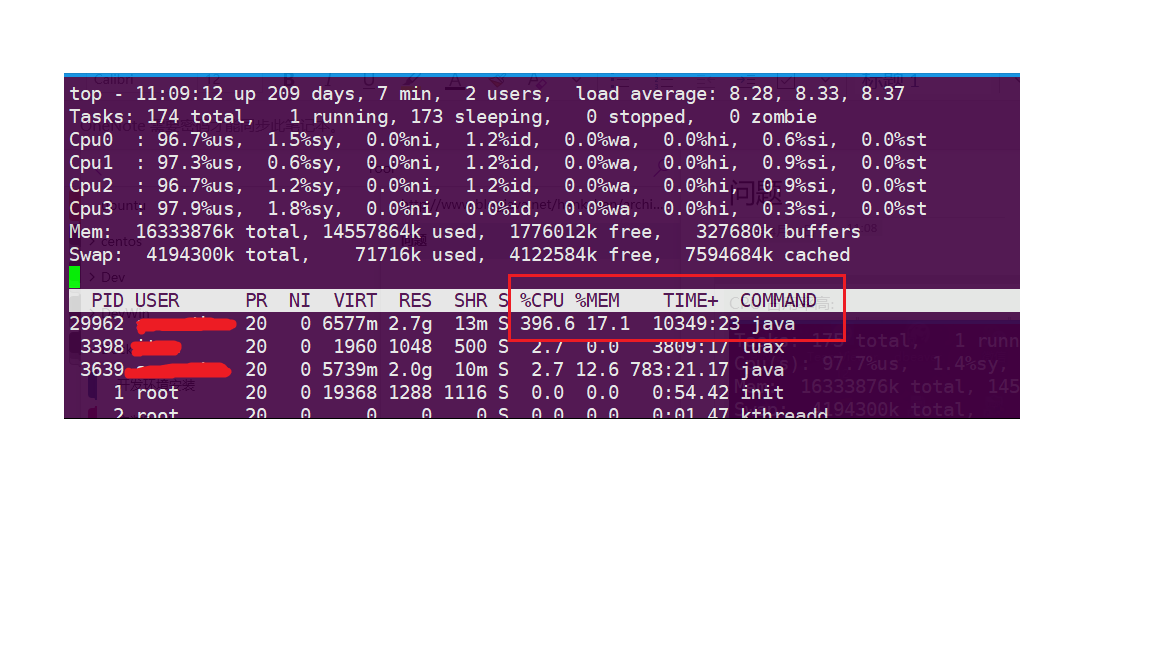 top - 11:09:12 up 209 days, 7 min,  2 users,  load average: 8.28, 8.33, 8.37
Tasks: 174 total,   1 running, 173 sleeping,   0 stopped,   0 zombie
Cpu0  : 96.7%us,  1.5%sy,  0.0%ni,  1.2%id,  0.0%wa,  0.0%hi,  0.6%si,  0.0%st
Cpu1  : 97.3%us,  0.6%sy,  0.0%ni,  1.2%id,  0.0%wa,  0.0%hi,  0.9%si,  0.0%st
Cpu2  : 96.7%us,  1.2%sy,  0.0%ni,  1.2%id,  0.0%wa,  0.0%hi,  0.9%si,  0.0%st
Cpu3  : 97.9%us,  1.8%sy,  0.0%ni,  0.0%id,  0.0%wa,  0.0%hi,  0.3%si,  0.0%st
Mem:  16333876k total, 14557864k used,  1776012k free,   327680k buffers
Swap:  4194300k total,    71716k used,  4122584k free,  7594684k cached
PID USER      PR  NI  VIRT  RES  SHR S %CPU %MEM    TIME+  COMMAND
29962 20   0 6577m 2.7g  13m S 396.6 17.1  10349:23 java
3398 20   0  1960 1048  500 S  2.7  0.0   3809:17 luax
3639 20   0 5739m 2.0g  10m S  2.7 12.6 783:21.17 java
1 root      20   0 19368 1288 1116 S  0.0  0.0   0:54.42 init
2 root      20   0     0    0    0 S  0.0  0.0   0:01.47 kthreadd